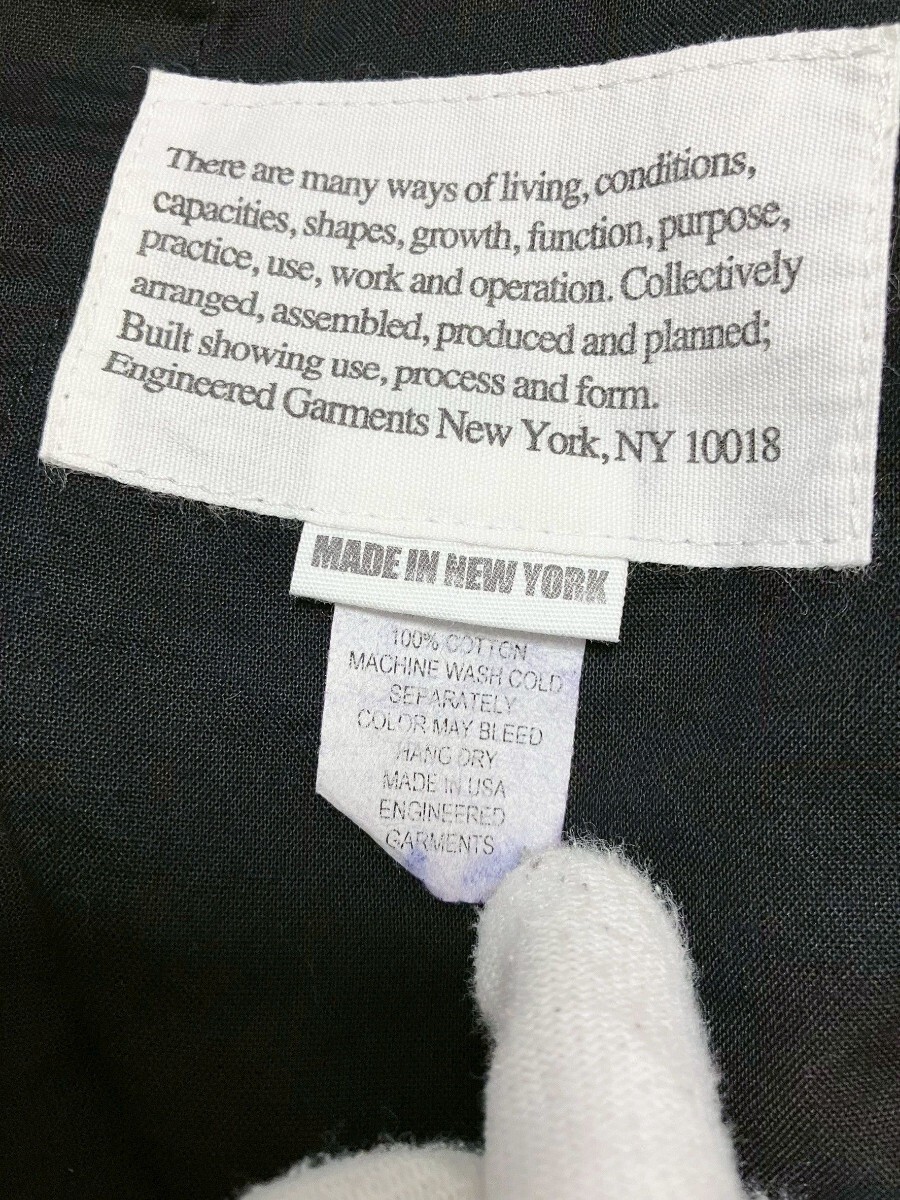 There are many ways of living, conditions,
capacities, shapes, growth, function, purpose,
practice, use, work and operation. Collectively
arranged, assembled, produced and planned;
Built showing use, process and form.
Engineered Garments New York, NY 10018
MADE IN NEW YORK
100% COTTON
MACHINE WASH COLD
SEPARATELY
COLOR MAY BLEED
HANG DRY
MADE IN USA
ENGINEERED
GARMENTS